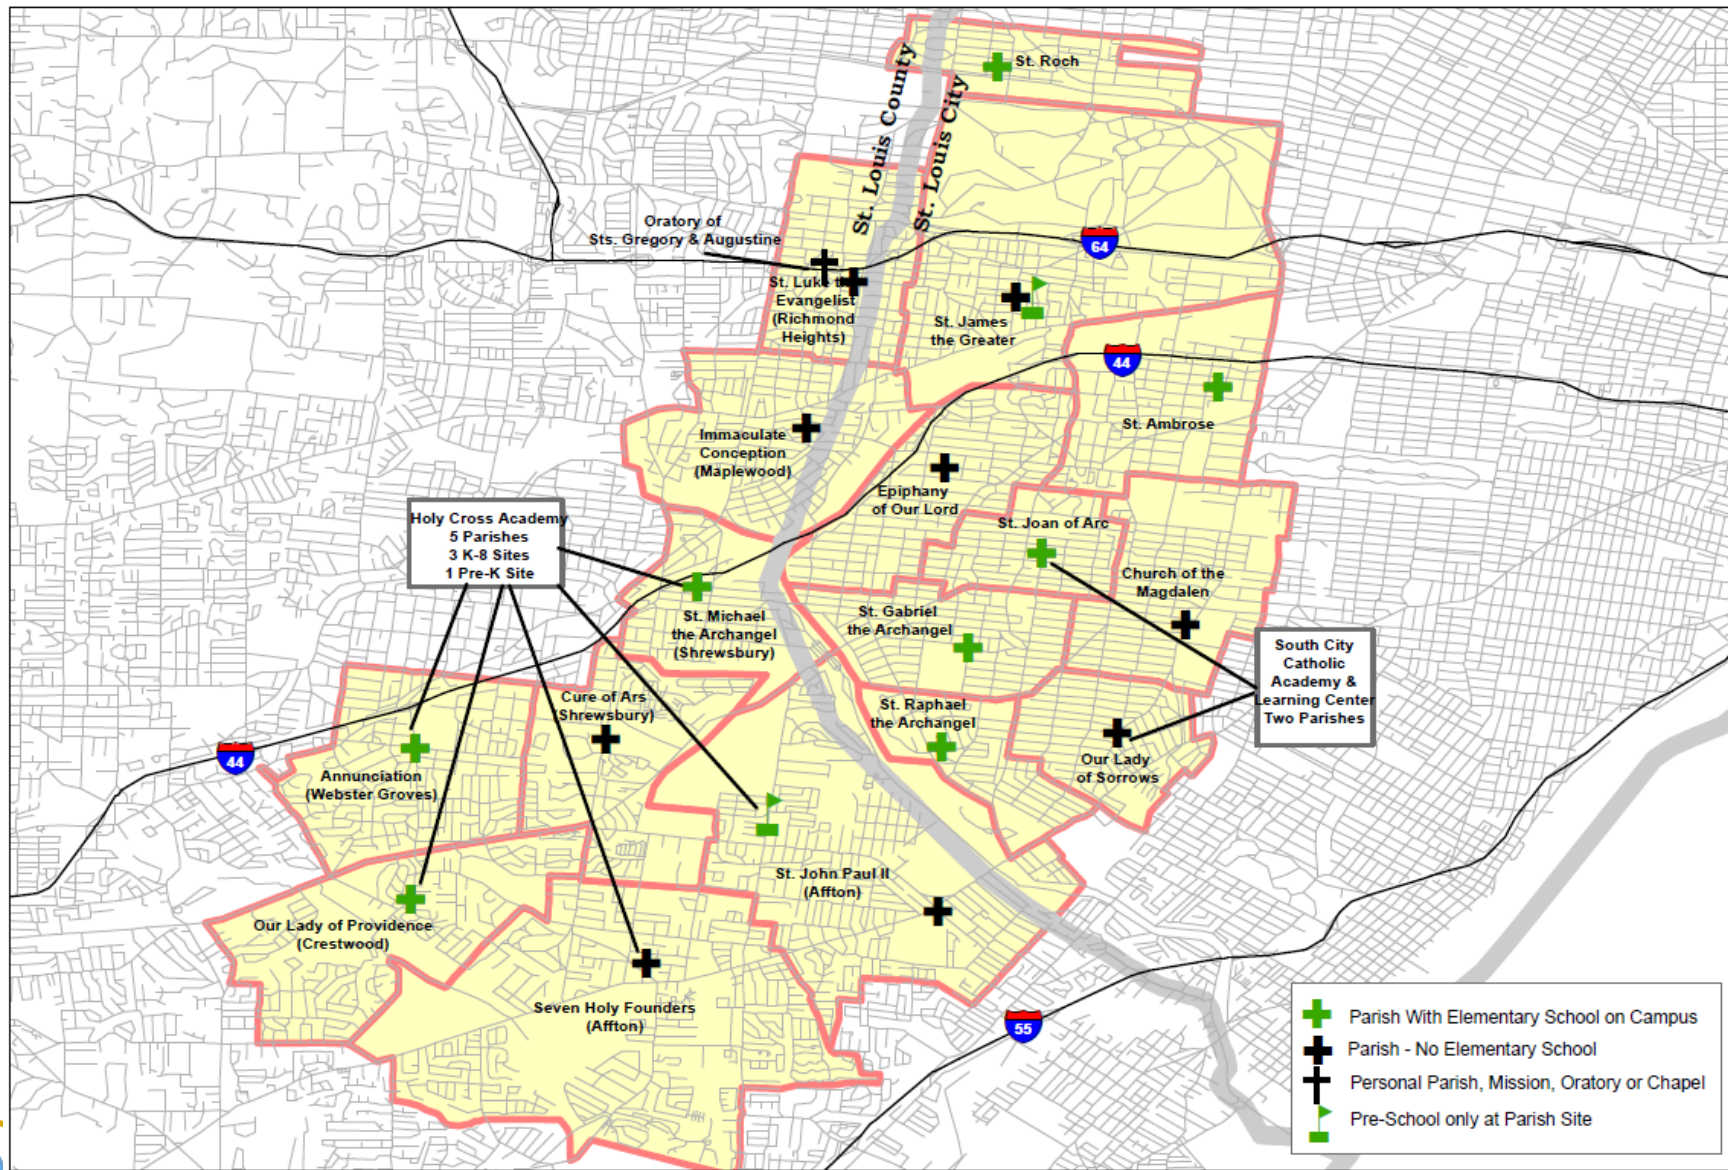 St. Roch
St. Louis County
St. Louis City
Oratory of
Sts. Gregory & Augustine
64
St. Luke the
Evangelist
(Richmond
Heights)
St. James
the Greater
44
St. Ambrose
Immaculate
Conception
(Maplewood)
Epiphany
of Our Lord
St. Joan of Arc
Holy Cross Academy
5 Parishes
3 K-8 Sites
1 Pre-K Site
Church of the
Magdalen
St. Michael
the Archangel
(Shrewsbury)
St. Gabriel
the Archangel
South City
Catholic
Academy &
Learning Center
Two Parishes
Cure of Ars
(Shrewsbury)
St. Raphael
the Archangel
44
Annunciation
(Webster Groves)
Our Lady
of Sorrows
St. John Paul II
(Affton)
Our Lady of Providence
(Crestwood)
Seven Holy Founders
(Affton)
55
Parish With Elementary School on Campus
Parish - No Elementary School
Personal Parish, Mission, Oratory or Chapel
Pre-School only at Parish Site